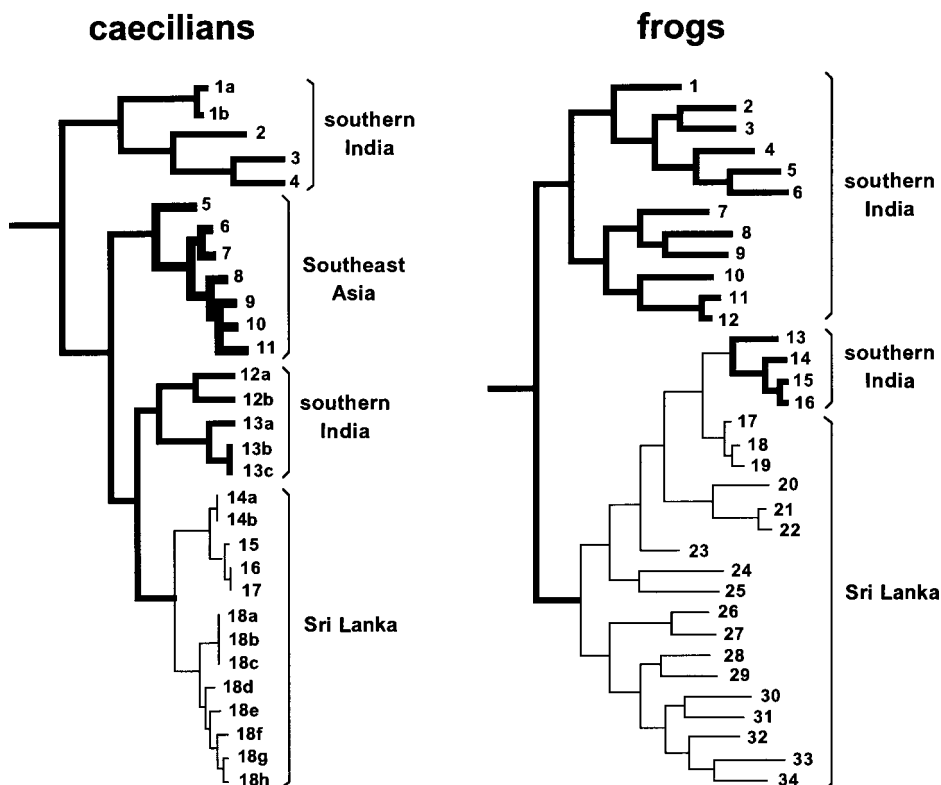 caecilians
1a
1b
2
3
4
southern
India
5
6
7
8
9
10
11
Southeast
Asia
12a
12b
13a
13b
13c
southern
India
14a
14b
15
16
17
18a
18b
18c
18d
18e
18f
18g
18h
Sri Lanka
frogs
1
2
3
4
5
6
7
8
9
10
11
12
southern
India
13
14
15
16
southern
India
17
18
19
20
21
22
23
24
25
26
27
28
29
30
31
32
33
34
Sri Lanka